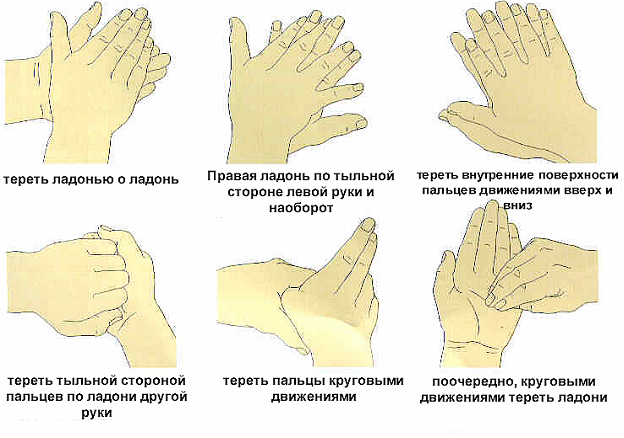 тереть ладонью о ладонь
Правая ладонь по тыльной
стороне левой руки и
наоборот
тереть внутренние поверхности
пальцев движениями вверх и
вниз
тереть тыльной стороной
пальцев по ладони другой
руки
тереть пальцы круговыми
движениями
поочередно, круговыми
движениями тереть ладони